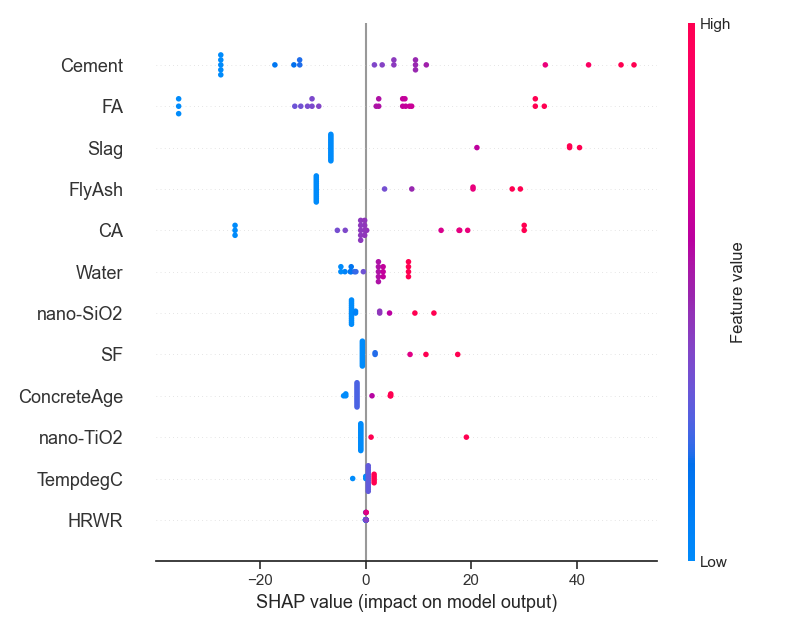 High
Cement
FA
Slag
FlyAsh
CA
Water
nano-SiO2
SF
ConcreteAge
nano-TiO2
TempdegC
HRWR
Feature value
Low
−20
0
20
40
SHAP value (impact on model output)